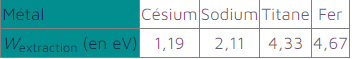 Métal Césium Sodium Titane Fer
Wextraction (en eV) 1,19 2,11 4,33 4,67